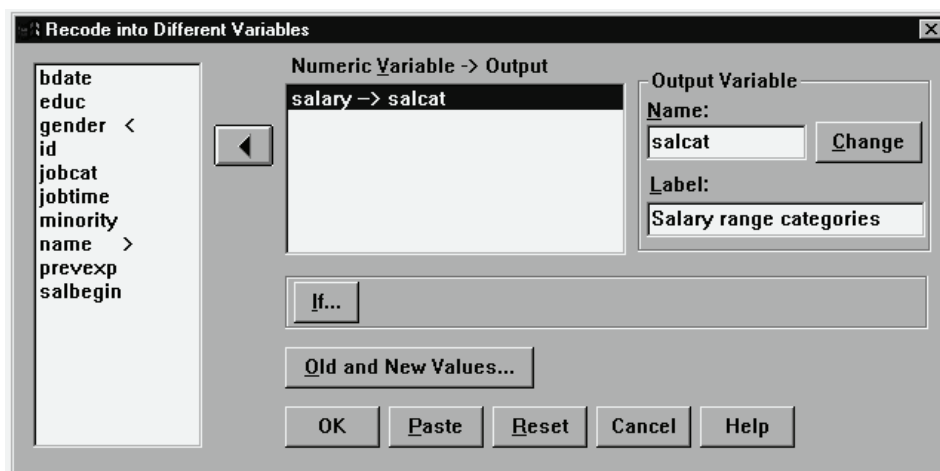 Recode into Different Variables
bdate
educ
gender <
id
jobcat
jobtime
minority
name >
prevexp
salbegin
Numeric Variable -> Output
salary –> salcat
Output Variable
Name:
salcat
Change
Label:
Salary range categories
If...
Old and New Values...
OK
Paste
Reset
Cancel
Help